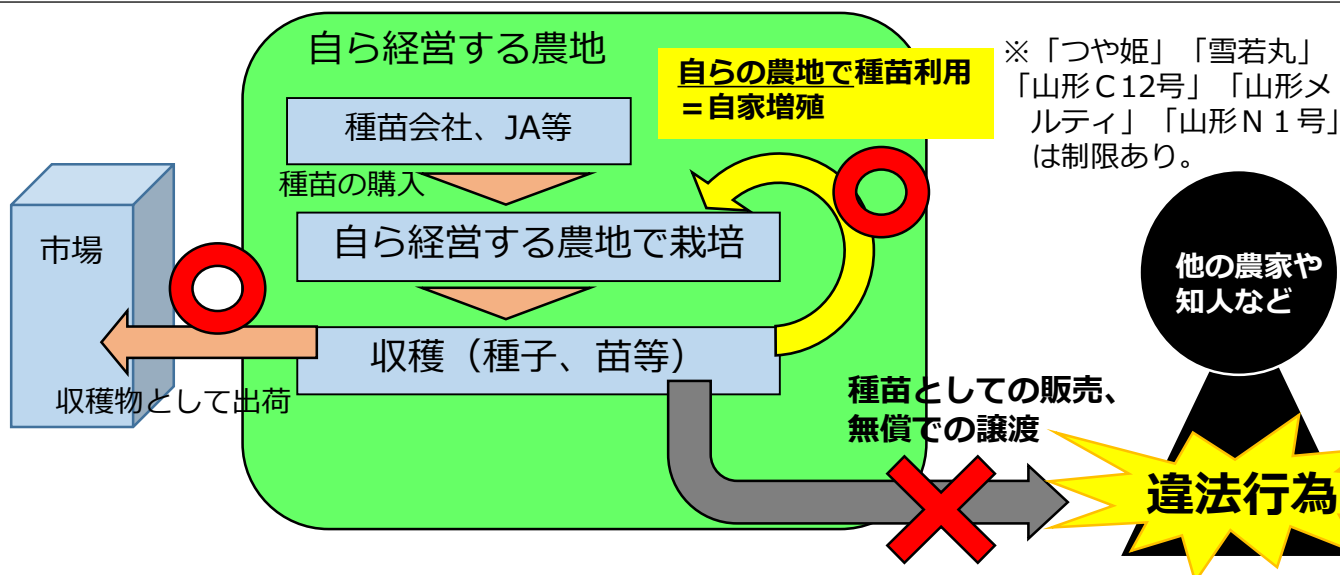 自ら経営する農地
自らの農地で種苗利用
=自家増殖
※「つや姫」「雪若丸」
「山形C12号」「山形メ
ルティ」「山形N1号」
は制限あり。
種苗会社、JA等
種苗の購入
自ら経営する農地で栽培
市場
収穫(種子、苗等)
収穫物として出荷
他の農家や
知人など
種苗としての販売、
無償での譲渡
違法行為